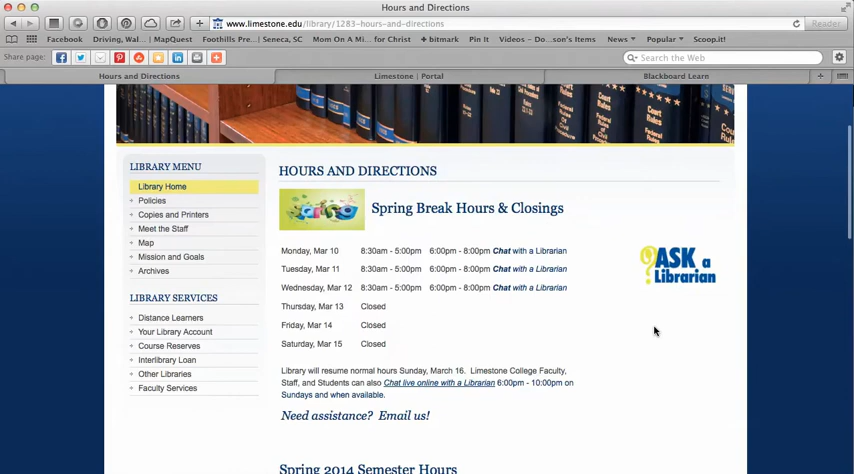 Hours and Directions
www.limestone.edu/library/1283-hours-and-directions
Reader
Facebook Driving, W...| MapQuest Foothills Pre...| Seneca, SC Mom On A Mi...for Christ + bitmark Pin It Videos - Do...son's Items News Popular Scoop.it!
Share page:
Search the Web
Hours and Directions Limestone | Portal Blackboard Learn
Court Rules
Federal
Court Rules
LIBRARY MENU
Library Home
Policies
Copies and Printers
Meet the Staff
Map
Mission and Goals
Archives
LIBRARY SERVICES
Distance Learners
Your Library Account
Course Reserves
Interlibrary Loan
Other Libraries
Faculty Services
HOURS AND DIRECTIONS
spring
Spring Break Hours & Closings
Monday, Mar 10 8:30am - 5:00pm 6:00pm - 8:00pm Chat with a Librarian
Tuesday, Mar 11 8:30am - 5:00pm 6:00pm - 8:00pm Chat with a Librarian
Wednesday, Mar 12 8:30am - 5:00pm 6:00pm - 8:00pm Chat with a Librarian
Thursday, Mar 13 Closed
Friday, Mar 14 Closed
Saturday, Mar 15 Closed
Library will resume normal hours Sunday, March 16. Limestone College Faculty,
Staff, and Students can also Chat live online with a Librarian 6:00pm - 10:00pm on
Sundays and when available.
Need assistance? Email us!
Spring 2014 Semester Hours
ASK a
Librarian